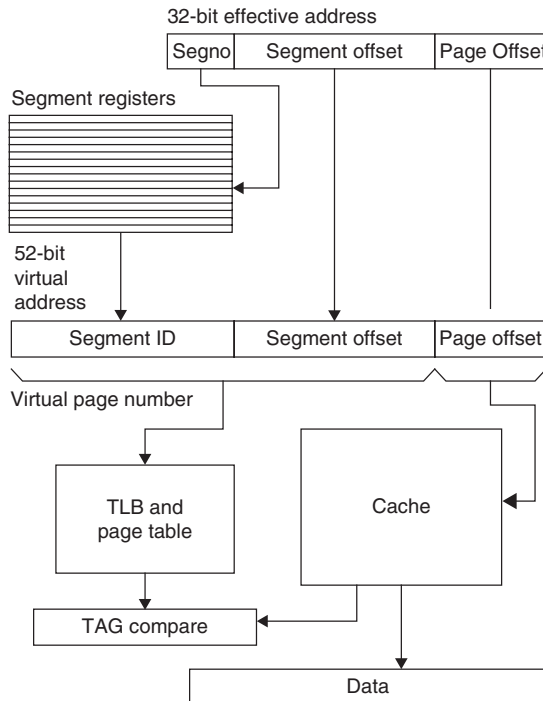 32-bit effective address
Segno Segment offset Page Offset
Segment registers
52-bit
virtual
address
Segment ID Segment offset Page offset
Virtual page number
TLB and
page table
Cache
TAG compare
Data